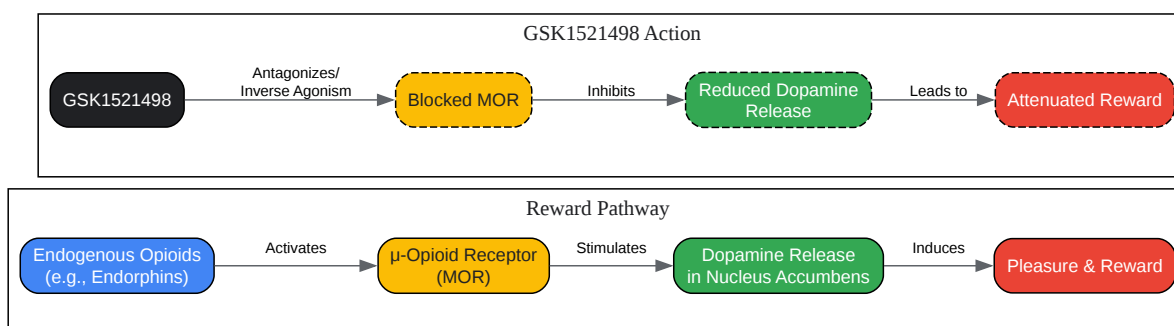 GSK1521498 Action
GSK1521498
Antagonizes/
Inverse Agonism
Blocked MOR
Inhibits
Reduced Dopamine
Release
Leads to
Attenuated Reward
Reward Pathway
Endogenous Opioids
(e.g., Endorphins)
Activates
μ-Opioid Receptor
(MOR)
Stimulates
Dopamine Release
in Nucleus Accumbens
Induces
Pleasure & Reward